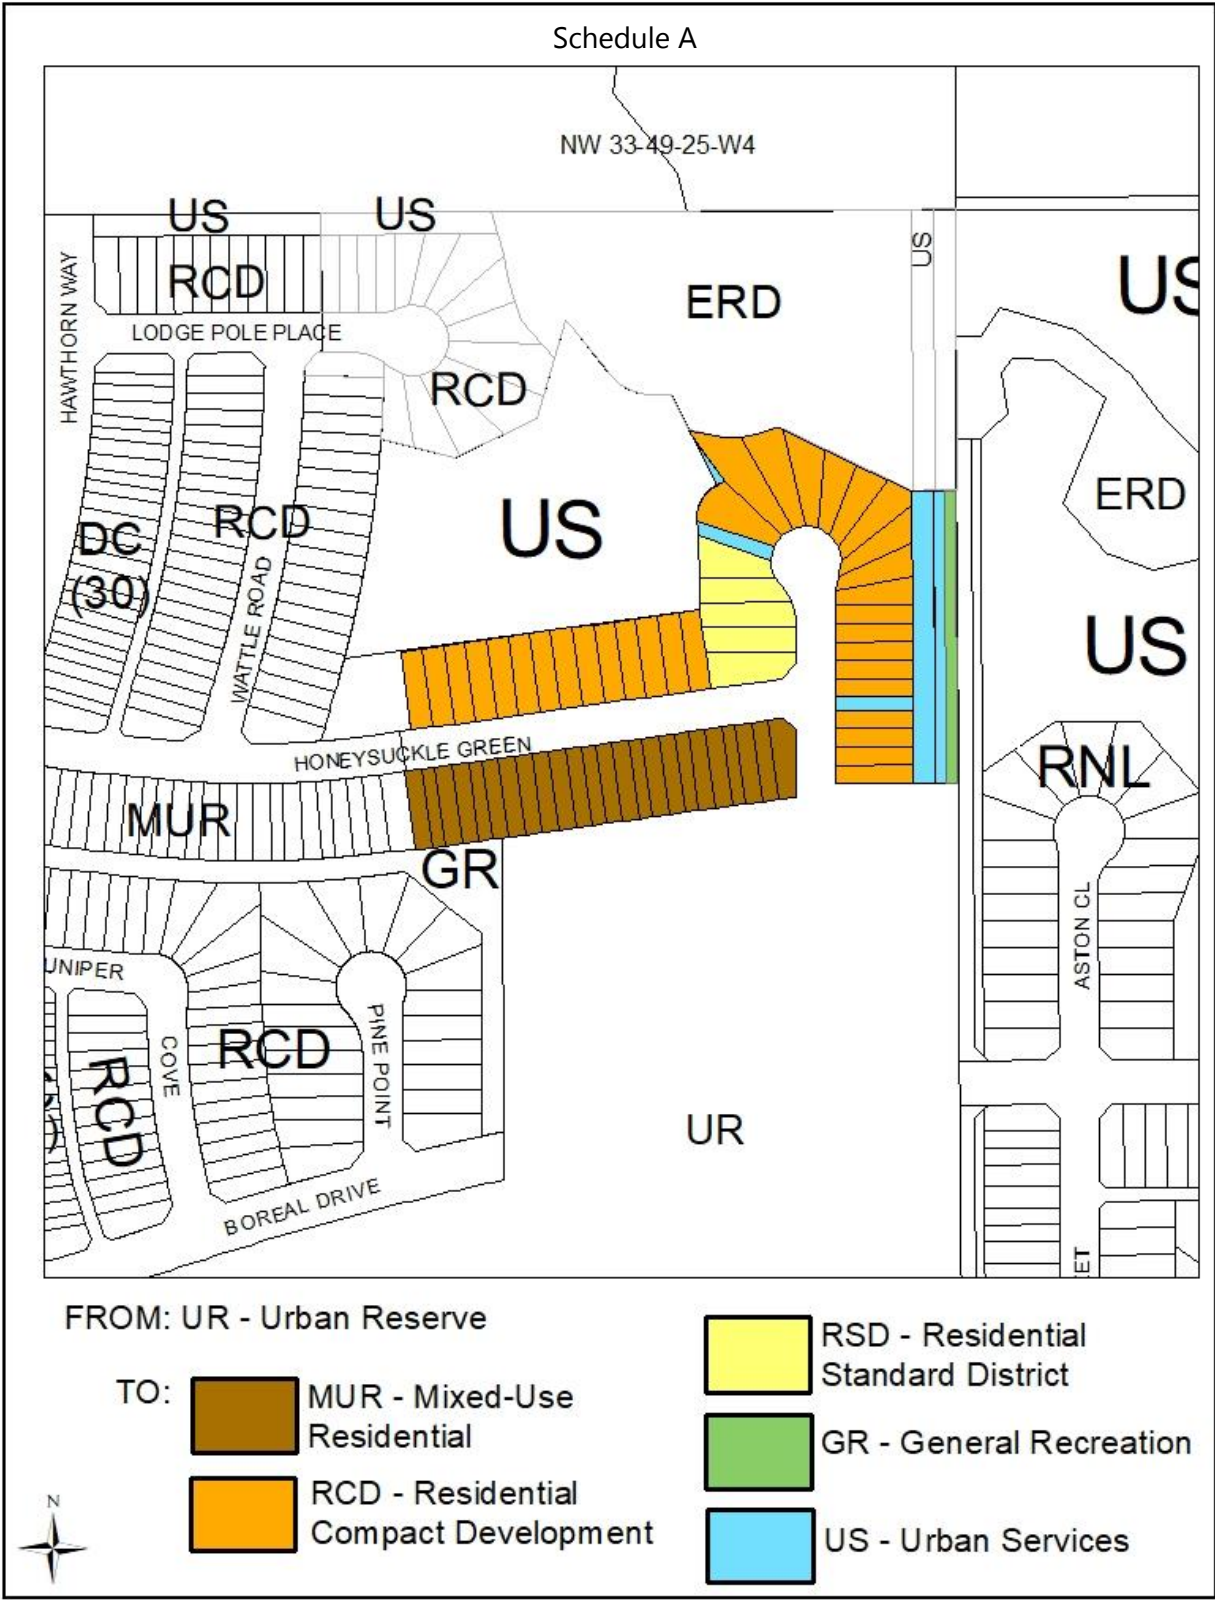 Schedule A
NW 33-49-25-W4
US
US
US
RCD
HAWTHORN WAY
ERD
US
LODGE POLE PLACE
RCD
ERD
US
RCD
DC
(30)
WATTLE ROAD
US
HONEYSUCKLE GREEN
RNL
MUR
GR
ASTON CL
UNIPER
PINE POINT
COVE
RCD
RCD
UR
BOREAL DRIVE
ET
FROM: UR - Urban Reserve
TO:
MUR - Mixed-Use
Residential
RCD - Residential
Compact Development
RSD - Residential
Standard District
GR - General Recreation
US - Urban Services
N